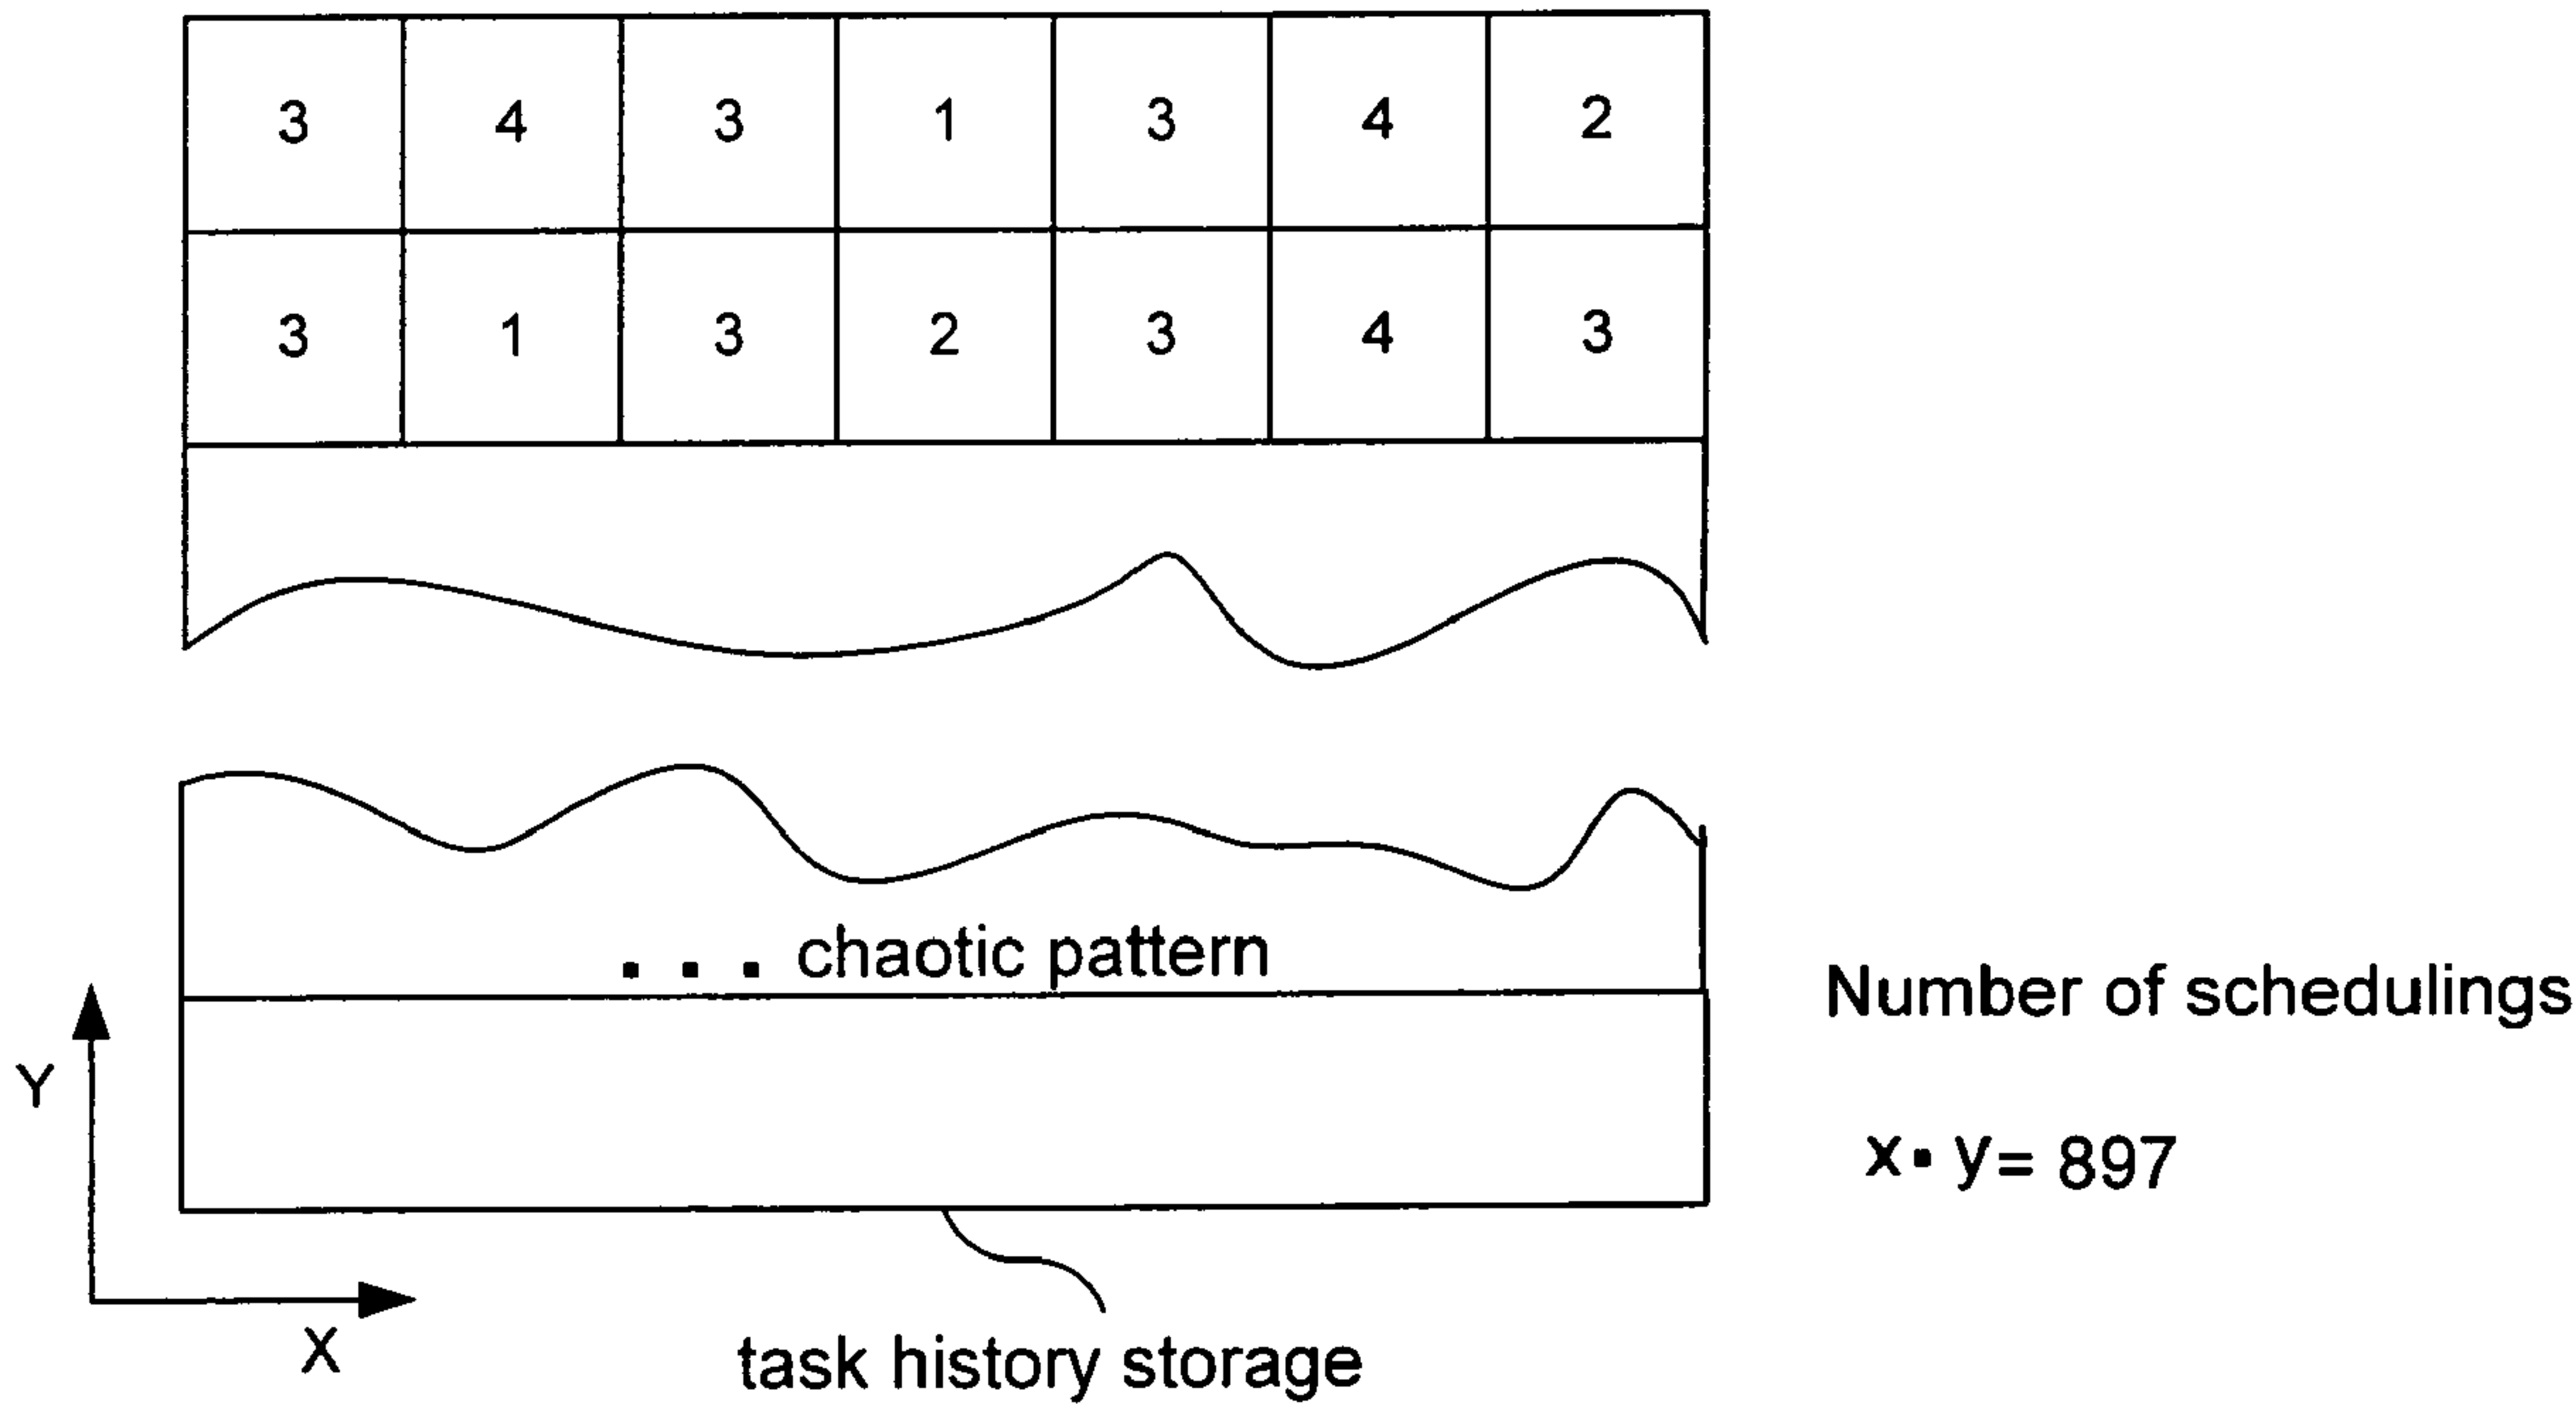 3 4 3 1 3 4 2
3 1 3 2 3 4 3
... chaotic pattern
Number of schedulings
Y
x▪ y= 897
X
task history storage